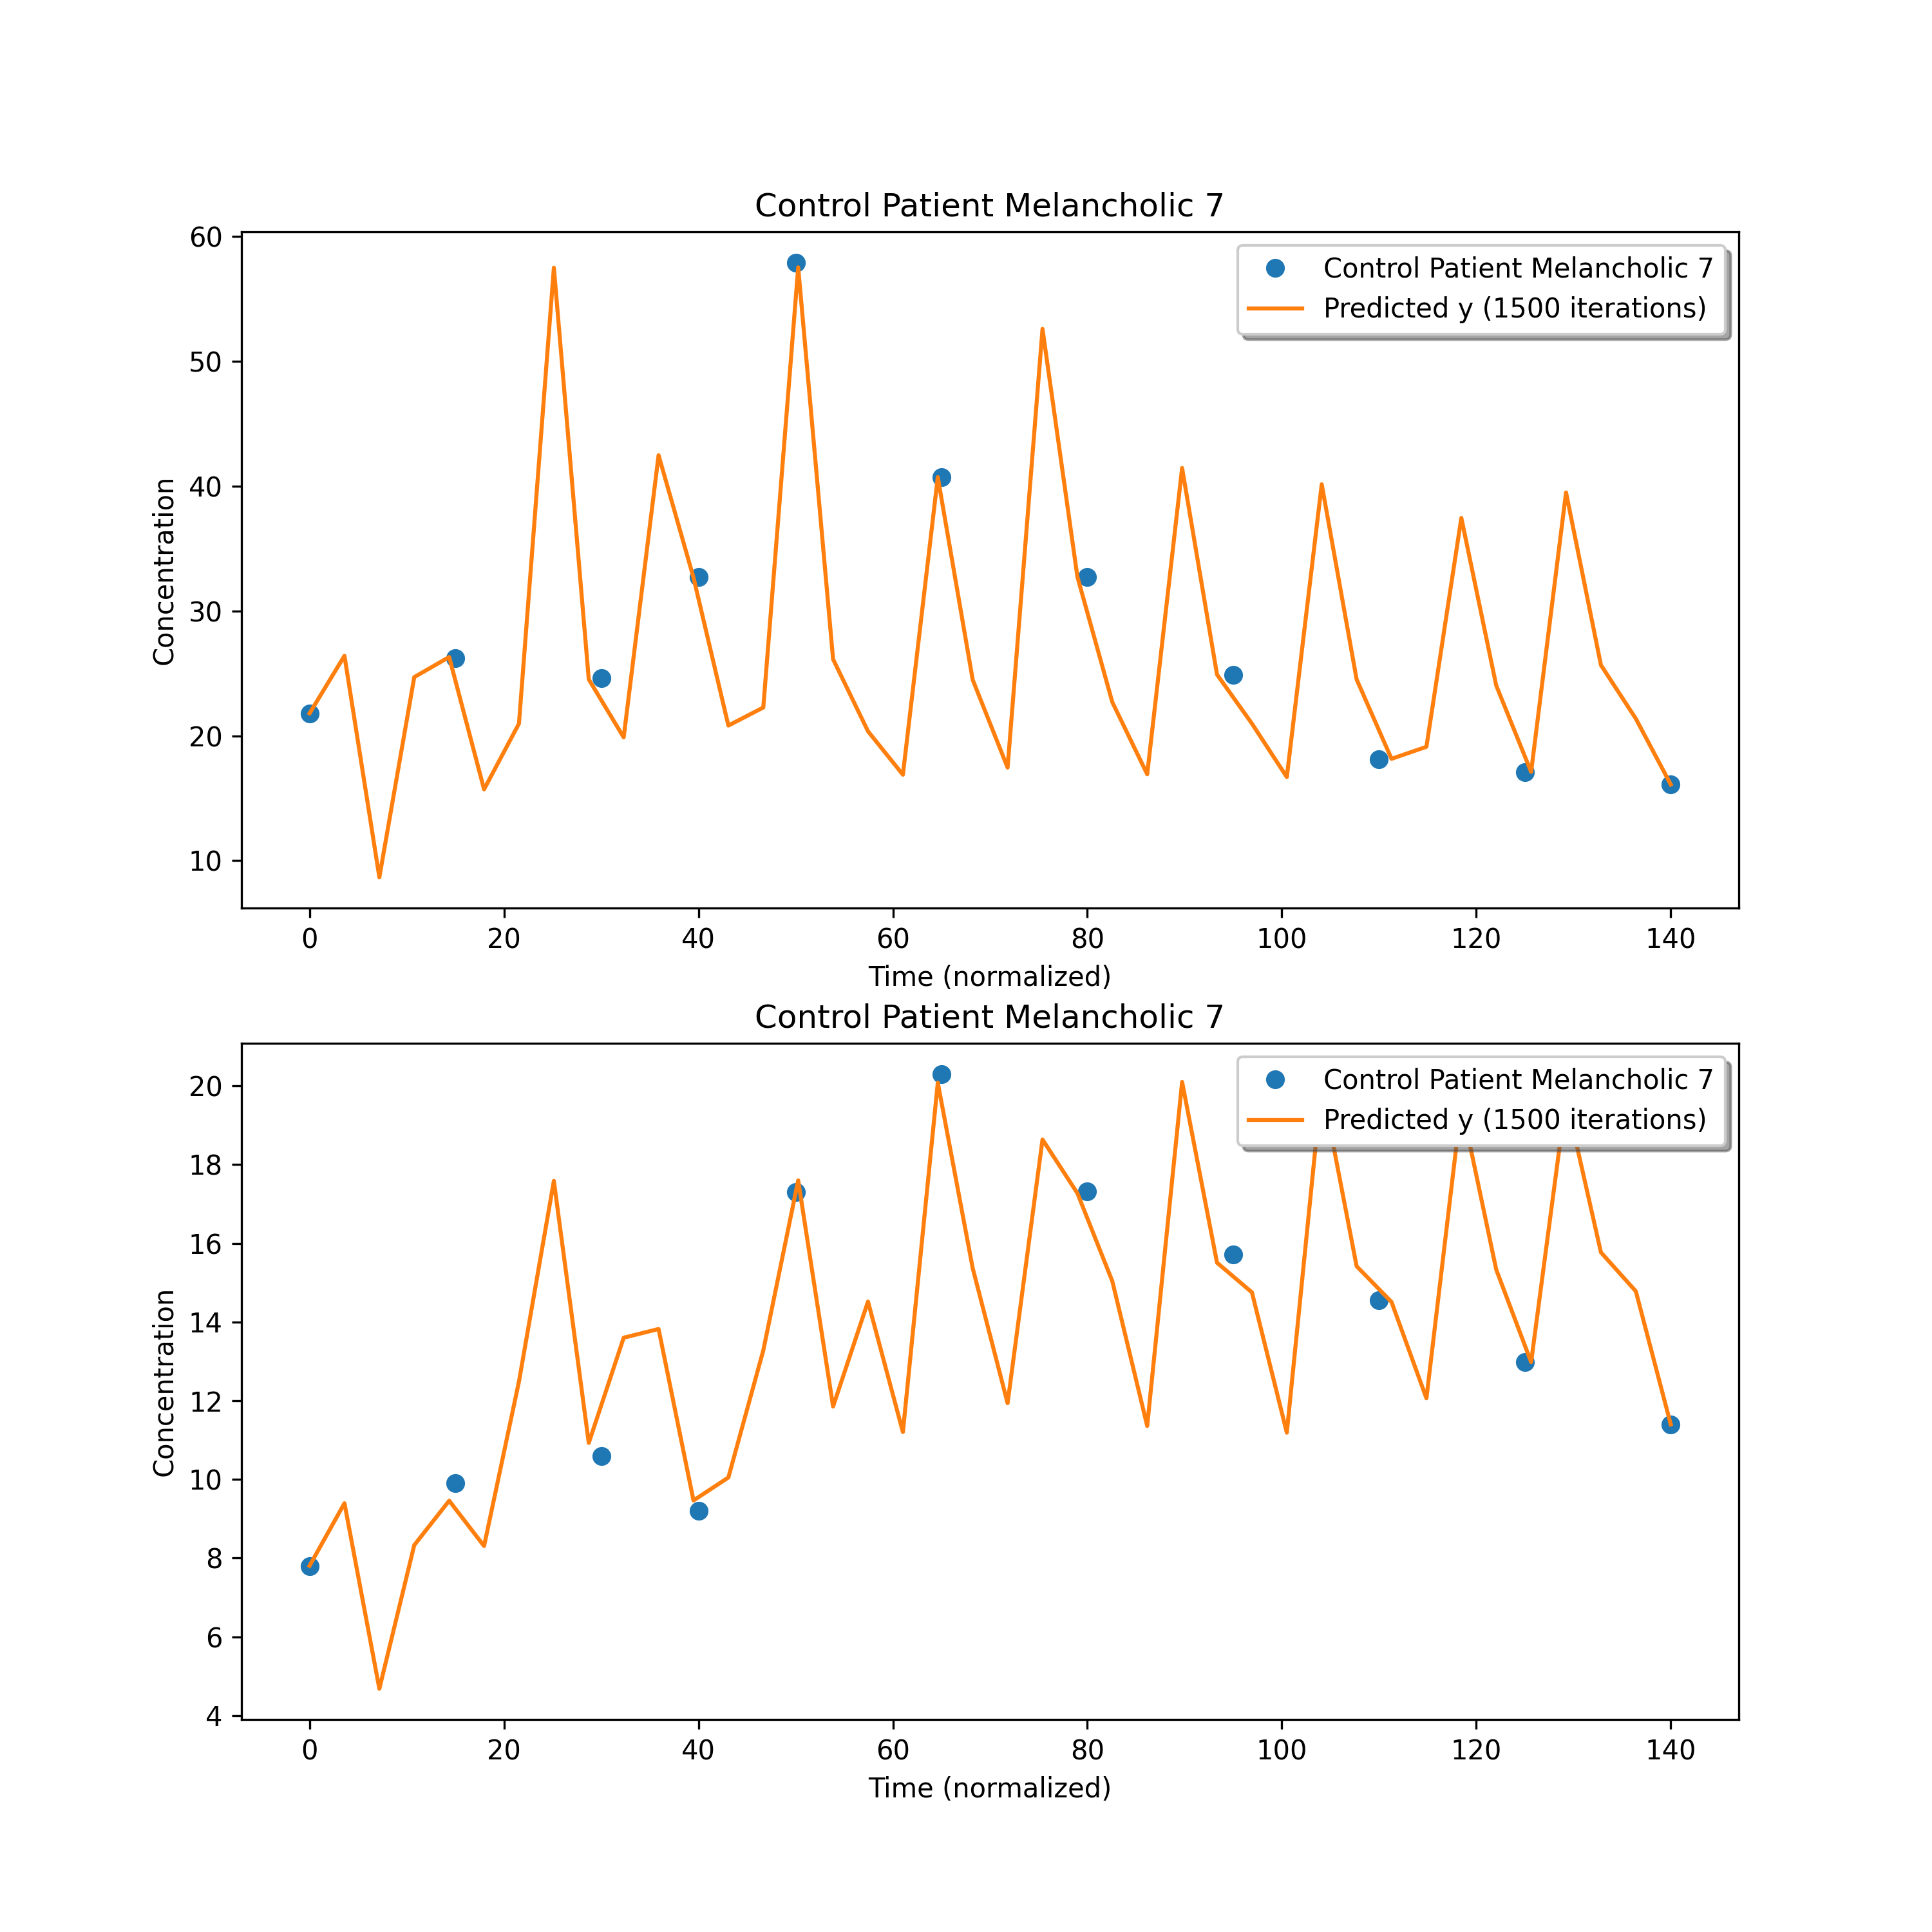 Control Patient Melancholic 7
60
50
40
30
20
10
Concentration
Control Patient Melancholic 7
Predicted y (1500 iterations)
0 20 40 60 80 100 120 140
Time (normalized)
Control Patient Melancholic 7
20
18
16
14
12
10
8
6
4
Concentration
Control Patient Melancholic 7
Predicted y (1500 iterations)
0 20 40 60 80 100 120 140
Time (normalized)